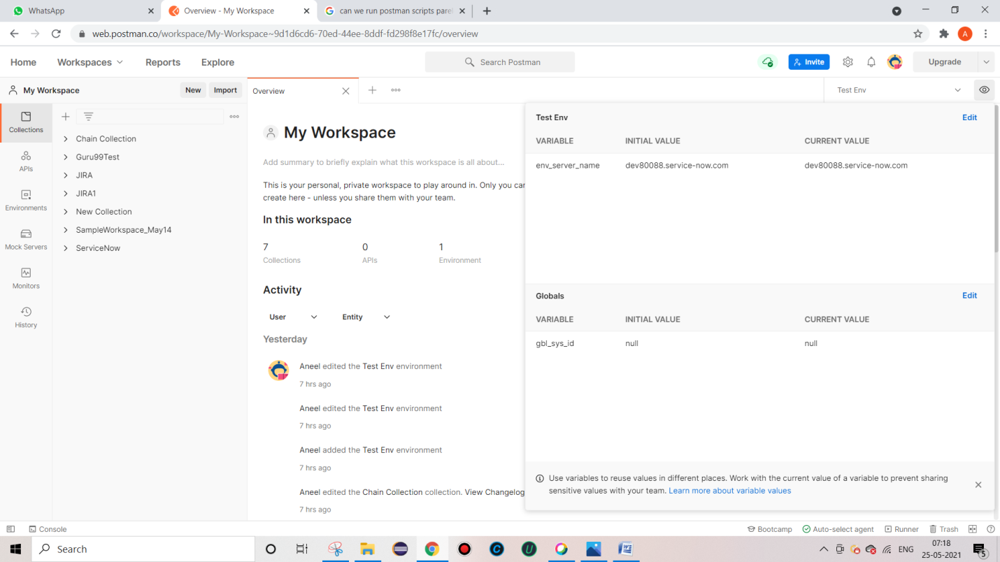 WhatsApp
Overview - My Workspace
can we run postman scripts parel
web.postman.co/workspace/My-Workspace~9d1d6cd6-70ed-44ee-8ddf-fd298f8e17fc/overview
A
Home Workspaces Reports Explore
Search Postman
Invite
Upgrade
My Workspace
New Import
Overview
Test Env
Collections
APIs
Environments
Mock Servers
Monitors
History
Chain Collection
Guru99Test
JIRA
JIRA1
New Collection
SampleWorkspace_May14
ServiceNow
My Workspace
Add summary to briefly explain what this workspace is all about...
This is your personal, private workspace to play around in. Only you car
create here - unless you share them with your team.
In this workspace
7 0 1
Collections APIs Environment
Activity
User Entity
Yesterday
Aneel edited the Test Env environment
7 hrs ago
Aneel edited the Test Env environment
7 hrs ago
Aneel added the Test Env environment
7 hrs ago
Aneel edited the Chain Collection collection. View Changelog
7 hrs ago
Test Env Edit
VARIABLE INITIAL VALUE CURRENT VALUE
env_server_name dev80088.service-now.com dev80088.service-now.com
Globals Edit
VARIABLE INITIAL VALUE CURRENT VALUE
gbl_sys_id null null
Use variables to reuse values in different places. Work with the current value of a variable to prevent sharing
sensitive values with your team. Learn more about variable values
Console
Bootcamp Auto-select agent Runner Trash
Search
ENG
07:18
25-05-2021
5